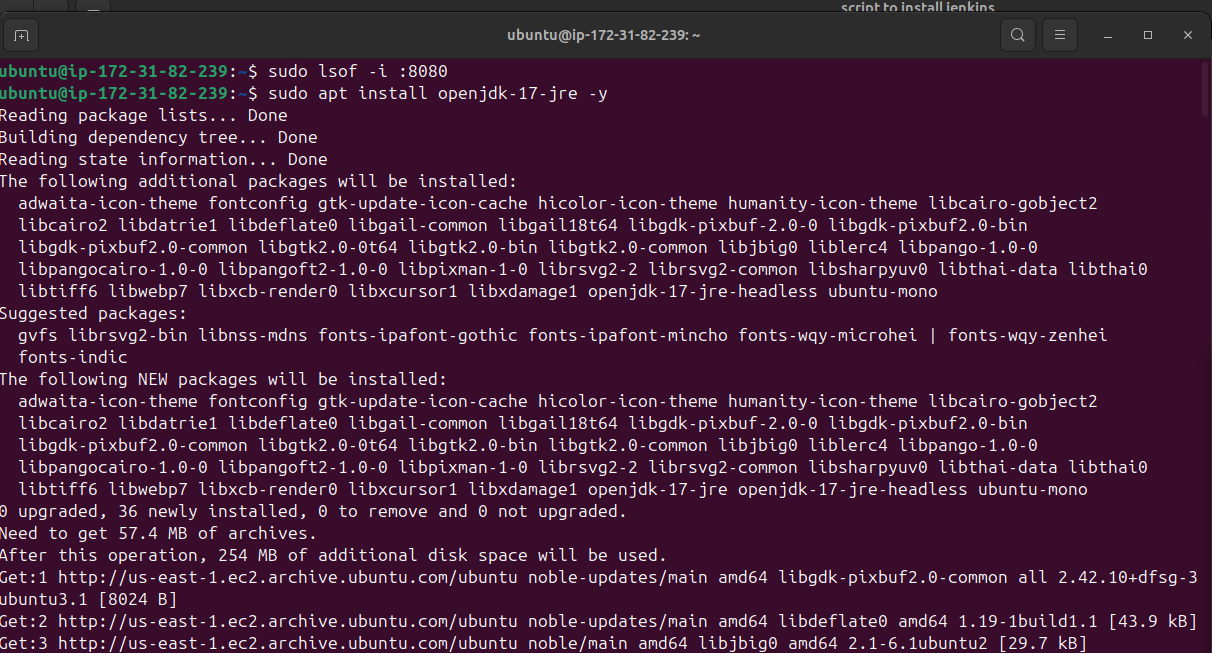 script to install jenkins
ubuntu@ip-172-31-82-239: ~
ubuntu@ip-172-31-82-239:~$ sudo lsof -i :8080
ubuntu@ip-172-31-82-239:~$ sudo apt install openjdk-17-jre -y
Reading package lists... Done
Building dependency tree... Done
Reading state information... Done
The following additional packages will be installed:
adwaita-icon-theme fontconfig gtk-update-icon-cache hicolor-icon-theme humanity-icon-theme libcairo-gobject2
libcairo2 libdatrie1 libdeflate0 libgail-common libgail18t64 libgdk-pixbuf-2.0-0 libgdk-pixbuf2.0-bin
libgdk-pixbuf2.0-common libgtk2.0-0t64 libgtk2.0-bin libgtk2.0-common libjbig0 liblerc4 libpango-1.0-0
libpangocairo-1.0-0 libpangoft2-1.0-0 libpixman-1-0 librsvg2-2 librsvg2-common libsharpyuv0 libthai-data libthai0
libtiff6 libwebp7 libxcb-render0 libxcursor1 libxdamage1 openjdk-17-jre-headless ubuntu-mono
Suggested packages:
gvfs librsvg2-bin libnss-mdns fonts-ipafont-gothic fonts-ipafont-mincho fonts-wqy-microhei | fonts-wqy-zenhei
fonts-indic
The following NEW packages will be installed:
adwaita-icon-theme fontconfig gtk-update-icon-cache hicolor-icon-theme humanity-icon-theme libcairo-gobject2
libcairo2 libdatrie1 libdeflate0 libgail-common libgail18t64 libgdk-pixbuf-2.0-0 libgdk-pixbuf2.0-bin
libgdk-pixbuf2.0-common libgtk2.0-0t64 libgtk2.0-bin libgtk2.0-common libjbig0 liblerc4 libpango-1.0-0
libpangocairo-1.0-0 libpangoft2-1.0-0 libpixman-1-0 librsvg2-2 librsvg2-common libsharpyuv0 libthai-data libthai0
libtiff6 libwebp7 libxcb-render0 libxcursor1 libxdamage1 openjdk-17-jre openjdk-17-jre-headless ubuntu-mono
0 upgraded, 36 newly installed, 0 to remove and 0 not upgraded.
Need to get 57.4 MB of archives.
After this operation, 254 MB of additional disk space will be used.
Get:1 http://us-east-1.ec2.archive.ubuntu.com/ubuntu noble-updates/main amd64 libgdk-pixbuf2.0-common all 2.42.10+dfsg-3
ubuntu3.1 [8024 B]
Get:2 http://us-east-1.ec2.archive.ubuntu.com/ubuntu noble-updates/main amd64 libdeflate0 amd64 1.19-1build1.1 [43.9 kB]
Get:3 http://us-east-1.ec2.archive.ubuntu.com/ubuntu noble/main amd64 libjbig0 amd64 2.1-6.1ubuntu2 [29.7 kB]